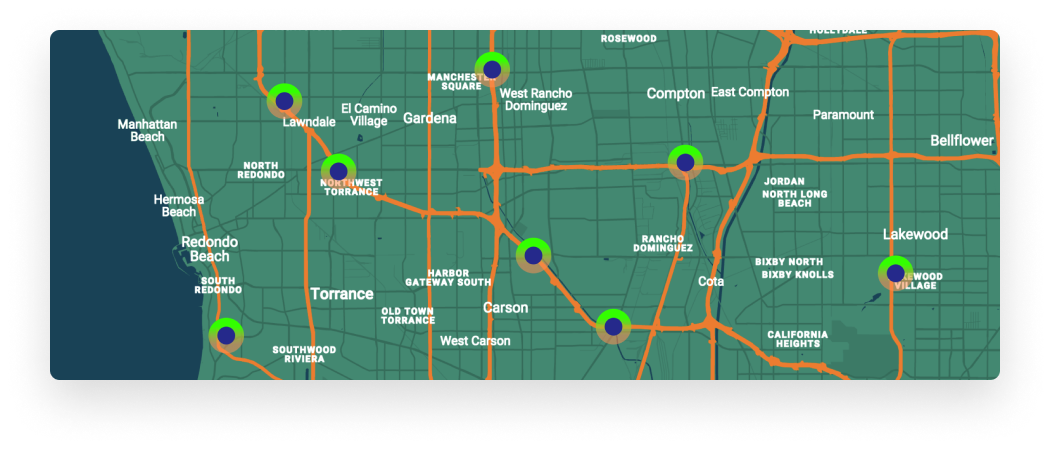 HOLLYDALE
ROSEWOOD
MANCHESTER
SQUARE
West Rancho
Dominguez
Compton
East Compton
El Camino
Village
Lawndale
Gardena
Paramount
Manhattan
Beach
Bellflower
NORTH
REDONDO
NORTHWEST
TORRANCE
JORDAN
NORTH LONG
BEACH
Hermosa
Beach
Redondo
Beach
RANCHO
DOMINGUEZ
Lakewood
BIXBY NORTH
BIXBY KNOLLS
HARBOR
GATEWAY SOUTH
Cota
SOUTH
REDONDO
EWOOD
VILLAGE
Torrance
Carson
OLD TOWN
TORRANCE
West Carson
CALIFORNIA
HEIGHTS
SOUTHWOOD
RIVIERA